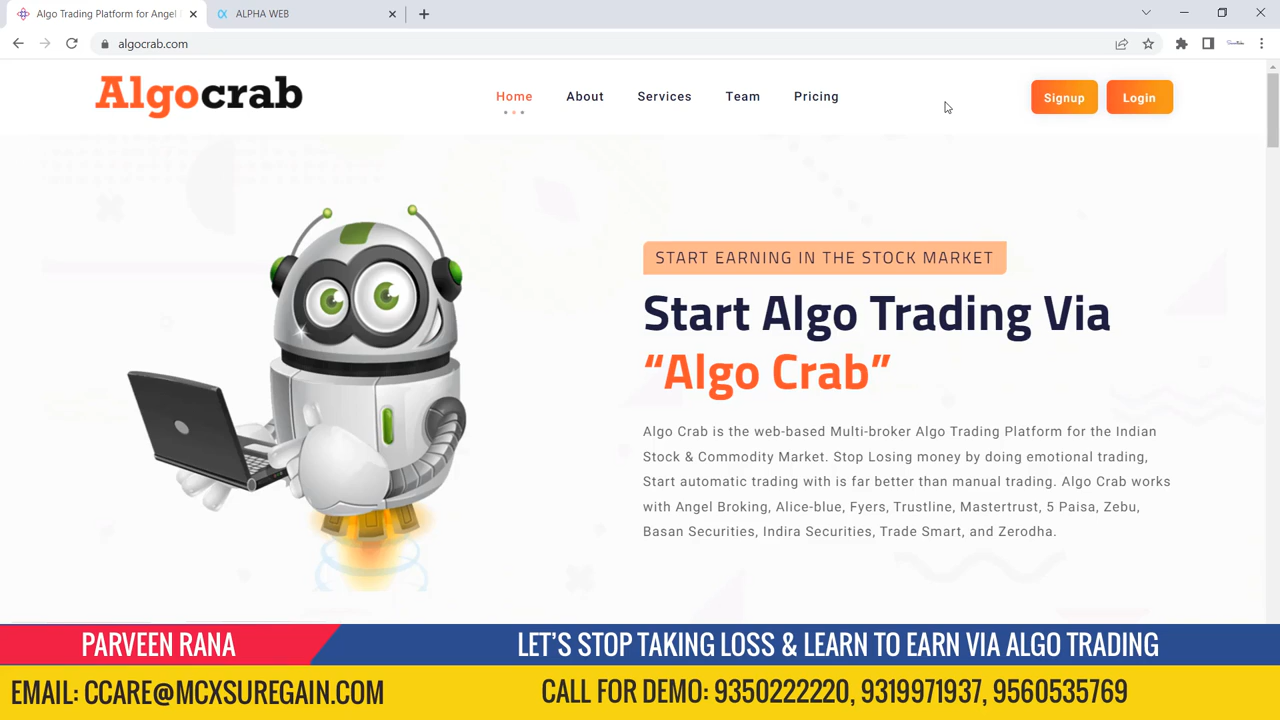 Algo Trading Platform for Angel
ALPHA WEB
algocrab.com
Algocrab
Home
About
Services
Team
Pricing
Signup
Login
START EARNING IN THE STOCK MARKET
Start Algo Trading Via
“Algo Crab”
Algo Crab is the web-based Multi-broker Algo Trading Platform for the Indian
Stock & Commodity Market. Stop Losing money by doing emotional trading,
Start automatic trading with is far better than manual trading. Algo Crab works
with Angel Broking, Alice-blue, Fyers, Trustline, Mastertrust, 5 Paisa, Zebu,
Basan Securities, Indira Securities, Trade Smart, and Zerodha.
PARVEEN RANA
LET’S STOP TAKING LOSS & LEARN TO EARN VIA ALGO TRADING
EMAIL: CCARE@MCXSUREGAIN.COM
CALL FOR DEMO: 9350222220, 9319971937, 9560535769